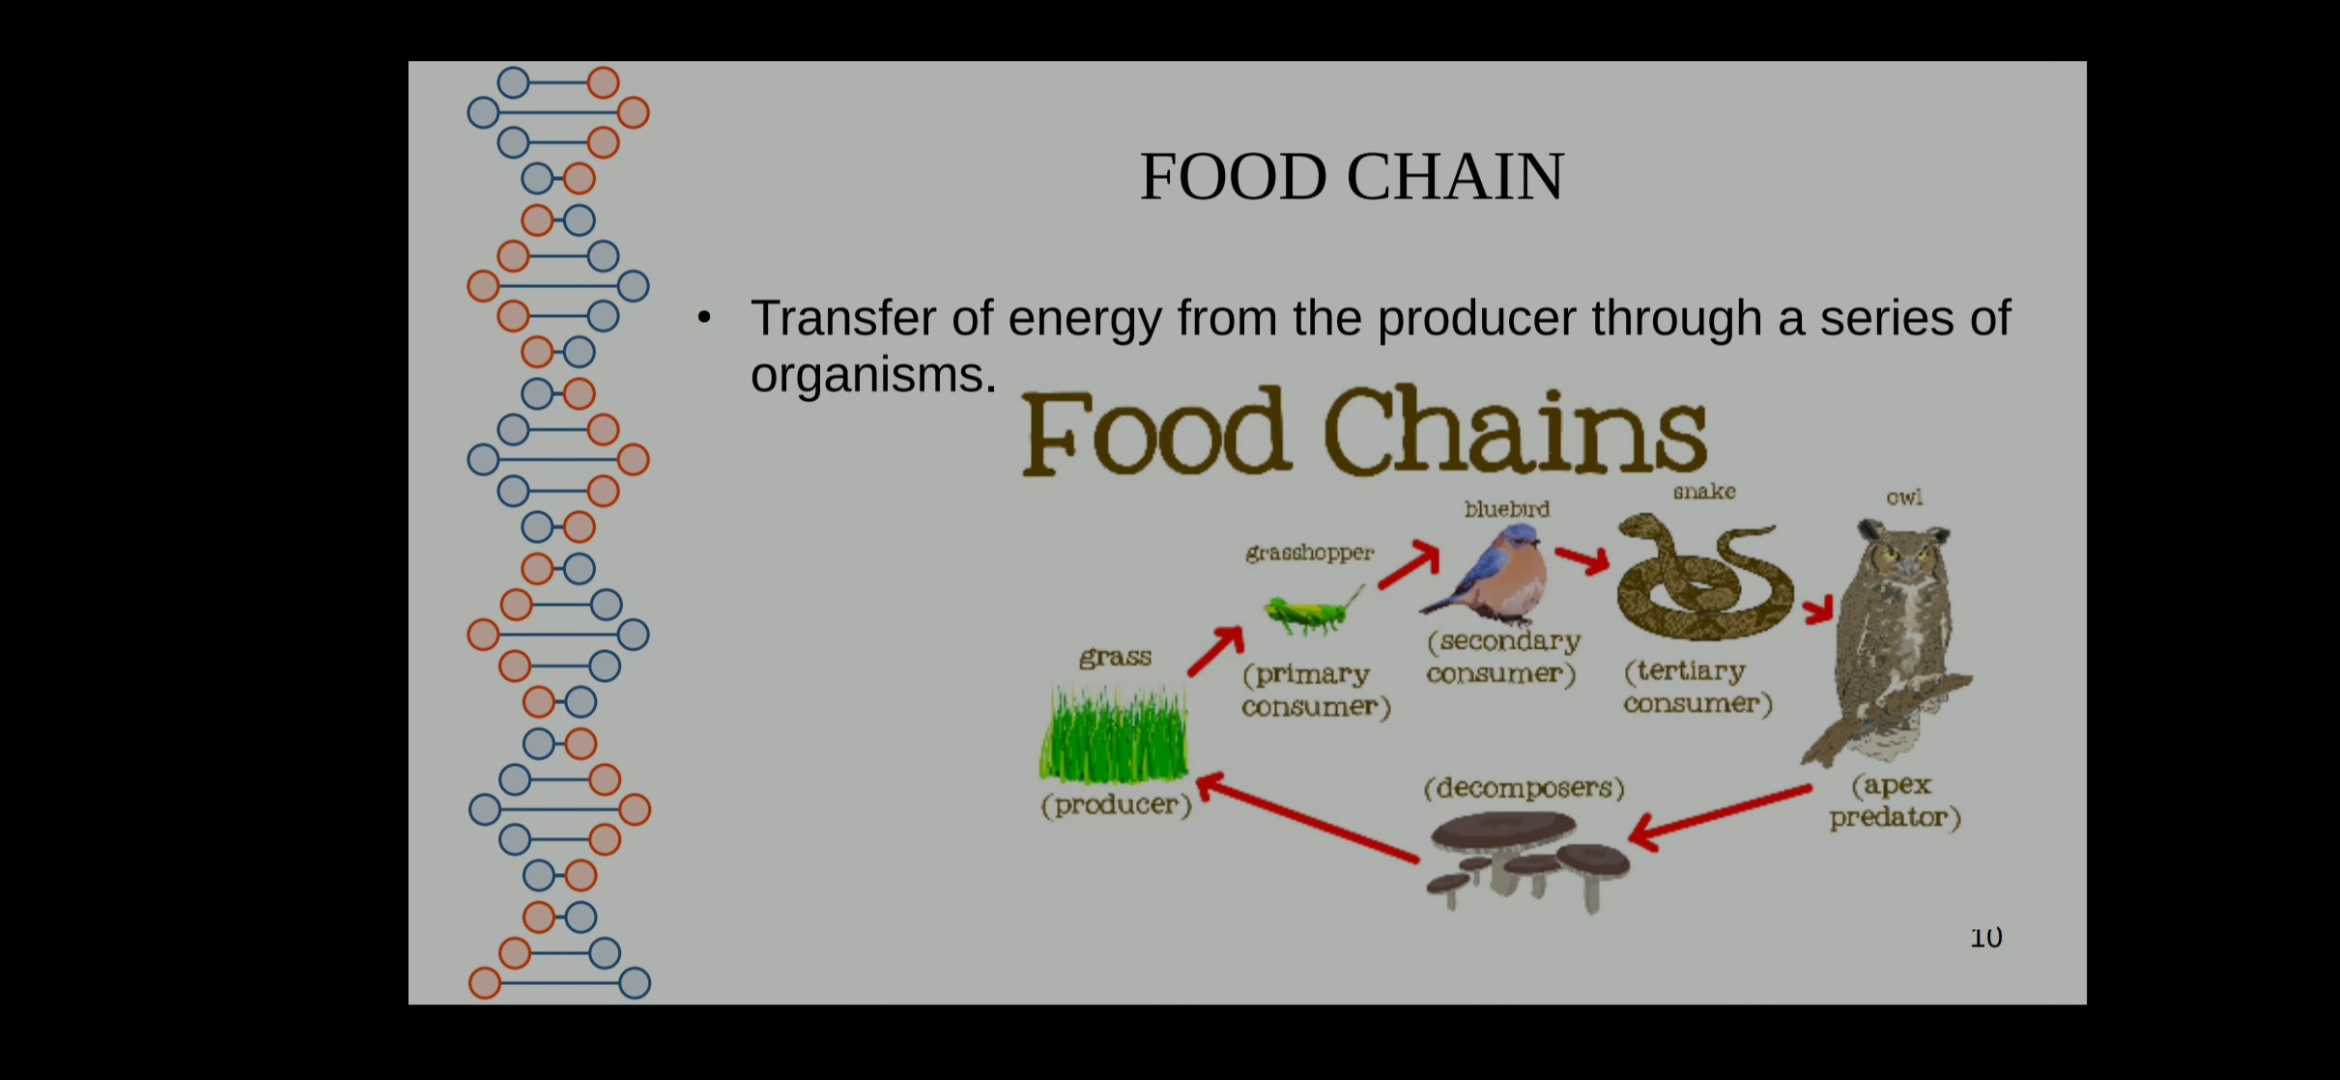 FOOD CHAIN
• Transfer of energy from the producer through a series of
organisms.
Food Chains
grass
(producer)
grasshopper
(primary
consumer)
bluebird
(secondary
consumer)
snake
(tertiary
consumer)
owl
(apex
predator)
(decomposers)
10